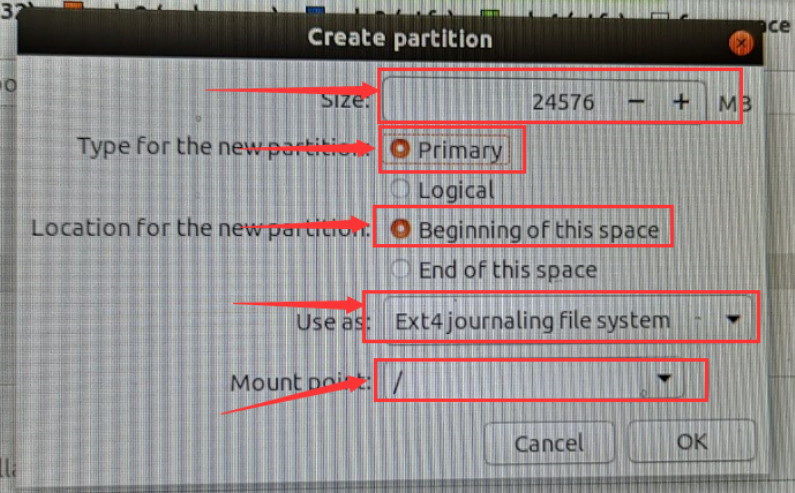 Create partition
Size: 24576 − + MB
Type for the new partition: Primary
Logical
Location for the new partition: Beginning of this space
End of this space
Use as: Ext4 journaling file system
Mount point: /
Cancel OK